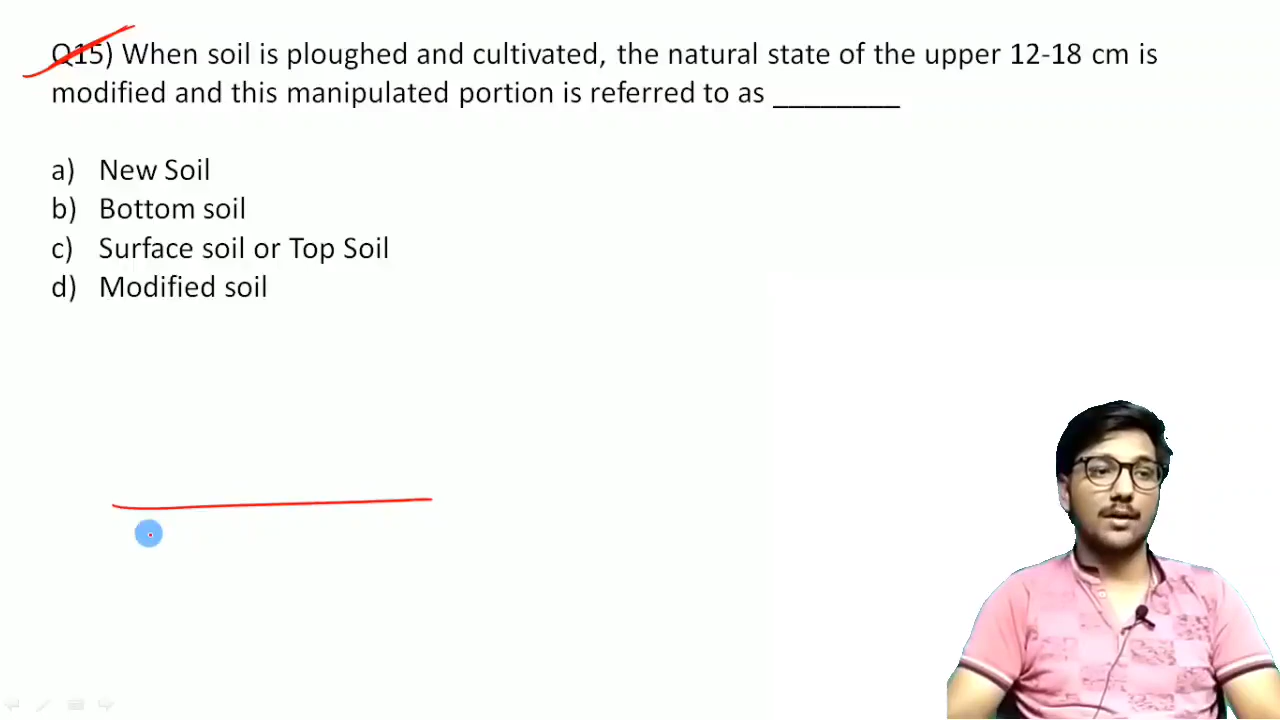 Q15) When soil is ploughed and cultivated, the natural state of the upper 12-18 cm is
modified and this manipulated portion is referred to as ________
a) New Soil
b) Bottom soil
c) Surface soil or Top Soil
d) Modified soil